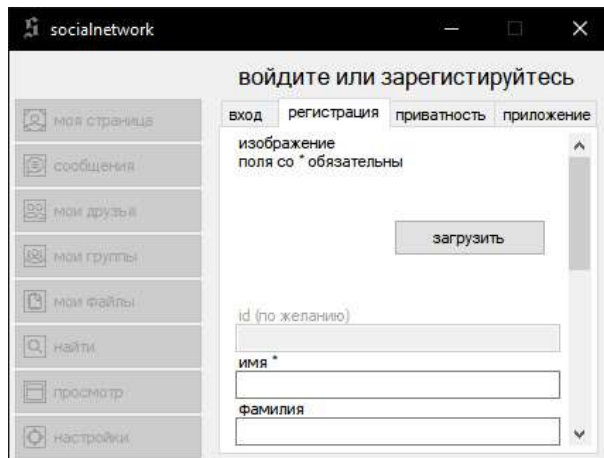 socialnetwork
войдите или зарегистируйтесь
моя страница
сообщения
мои друзья
мои группы
мои файлы
найти
просмотр
настройки
вход регистрация приватность приложение
изображение
поля со * обязательны
загрузить
id (по желанию)
имя *
фамилия